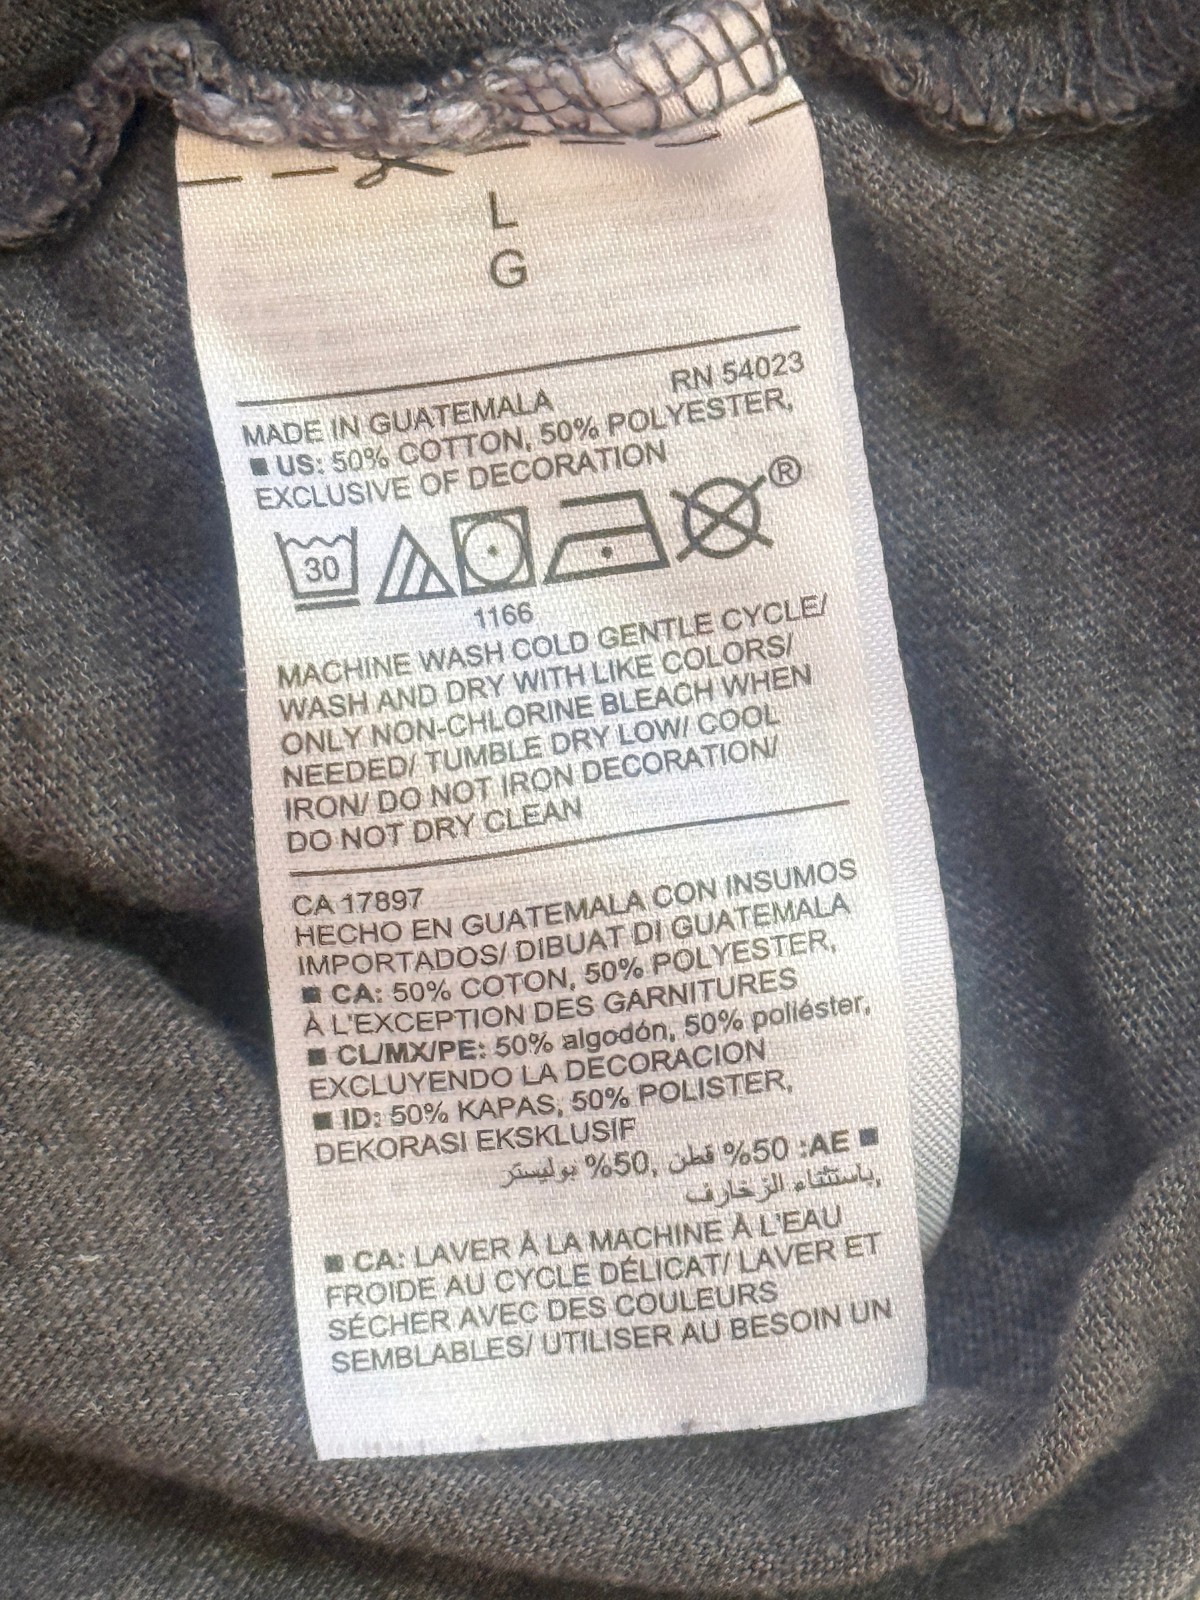 L
G
RN 54023
MADE IN GUATEMALA
■ US: 50% COTTON, 50% POLYESTER,
EXCLUSIVE OF DECORATION
30
®
1166
MACHINE WASH COLD GENTLE CYCLE/
WASH AND DRY WITH LIKE COLORS/
ONLY NON-CHLORINE BLEACH WHEN
NEEDED/ TUMBLE DRY LOW/ COOL
IRON/ DO NOT IRON DECORATION/
DO NOT DRY CLEAN
CA 17897
HECHO EN GUATEMALA CON INSUMOS
IMPORTADOS/ DIBUAT DI GUATEMALA
■ CA: 50% COTON, 50% POLYESTER,
À L'EXCEPTION DES GARNITURES
■ CL/MX/PE: 50% algodón, 50% poliéster,
EXCLUYENDO LA DECORACION
■ ID: 50% KAPAS, 50% POLISTER,
DEKORASI EKSKLUSIF
■ AE: 50% قطن, 50% بوليستر
,باستثناء الزخارف
■ CA: LAVER À LA MACHINE À L'EAU
FROIDE AU CYCLE DÉLICAT/ LAVER ET
SÉCHER AVEC DES COULEURS
SEMBLABLES/ UTILISER AU BESOIN UN